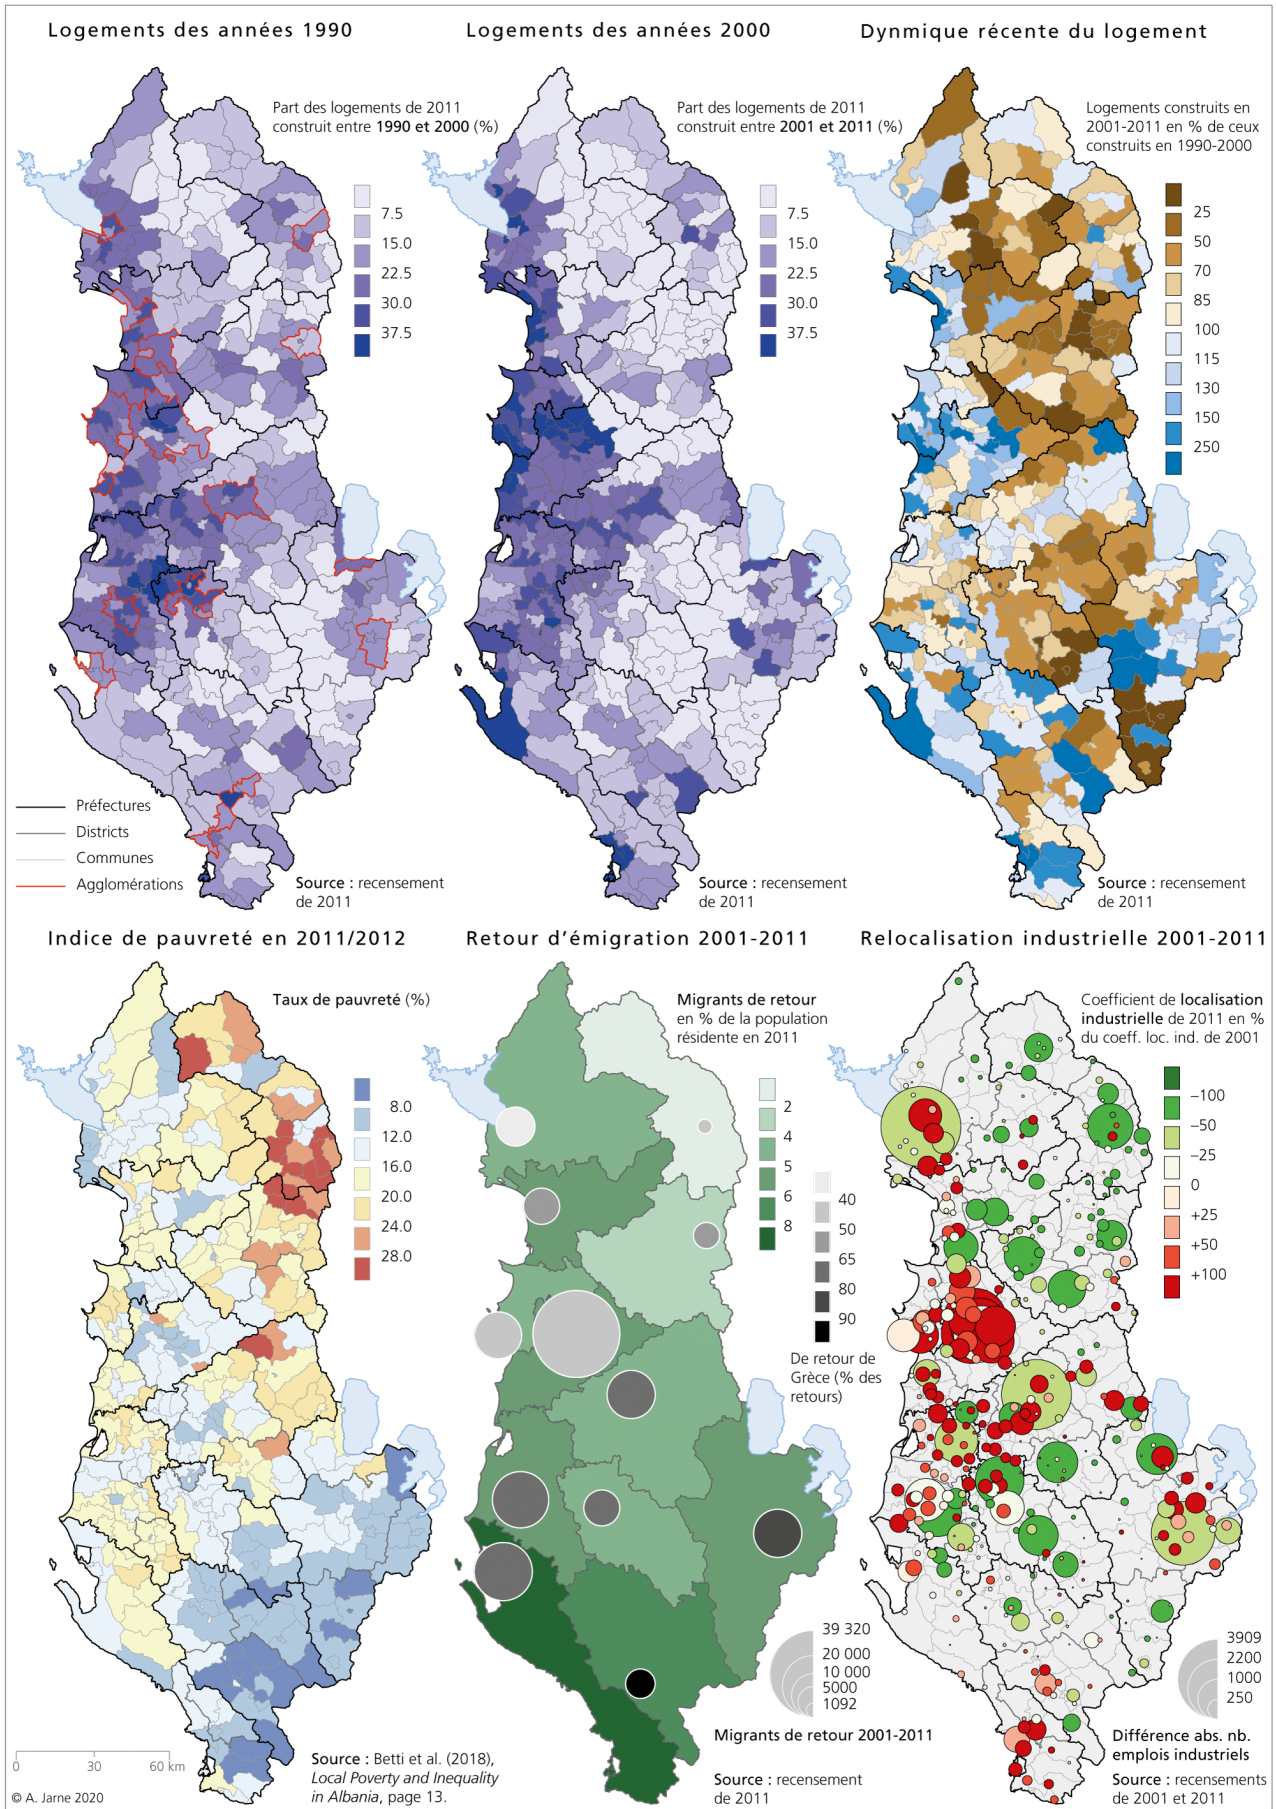 Logements des années 1990
Part des logements de 2011
construit entre 1990 et 2000 (%)
7.5
15.0
22.5
30.0
37.5
Préfectures
Districts
Communes
Agglomérations
Source : recensement
de 2011
Logements des années 2000
Part des logements de 2011
construit entre 2001 et 2011 (%)
7.5
15.0
22.5
30.0
37.5
Source : recensement
de 2011
Dynmique récente du logement
Logements construits en
2001-2011 en % de ceux
construits en 1990-2000
25
50
70
85
100
115
130
150
250
Source : recensement
de 2011
Indice de pauvreté en 2011/2012
Taux de pauvreté (%)
8.0
12.0
16.0
20.0
24.0
28.0
0
30
60 km
© A. Jarne 2020
Source : Betti et al. (2018),
Local Poverty and Inequality
in Albania, page 13.
Retour d’émigration 2001-2011
Migrants de retour
en % de la population
résidente en 2011
2
4
5
6
8
40
50
65
80
90
De retour de
Grèce (% des
retours)
39 320
20 000
10 000
5000
1092
Migrants de retour 2001-2011
Source : recensement
de 2011
Relocalisation industrielle 2001-2011
Coefficient de localisation
industrielle de 2011 en %
du coeff. loc. ind. de 2001
−100
−50
−25
0
+25
+50
+100
3909
2200
1000
250
Différence abs. nb.
emplois industriels
Source : recensements
de 2001 et 2011